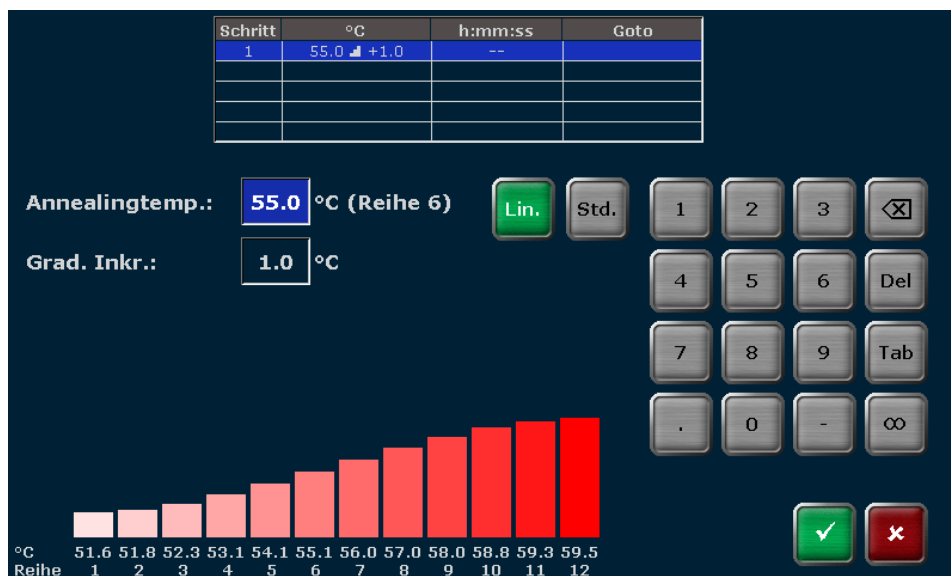 Schritt °C h:mm:ss Goto
1 55.0 +1.0 --
Annealingtemp.: 55.0 °C (Reihe 6) Lin. Std. 1 2 3
Grad. Inkr.: 1.0 °C 4 5 6 Del
7 8 9 Tab
. 0 - ∞
°C 51.6 51.8 52.3 53.1 54.1 55.1 56.0 57.0 58.0 58.8 59.3 59.5
Reihe 1 2 3 4 5 6 7 8 9 10 11 12